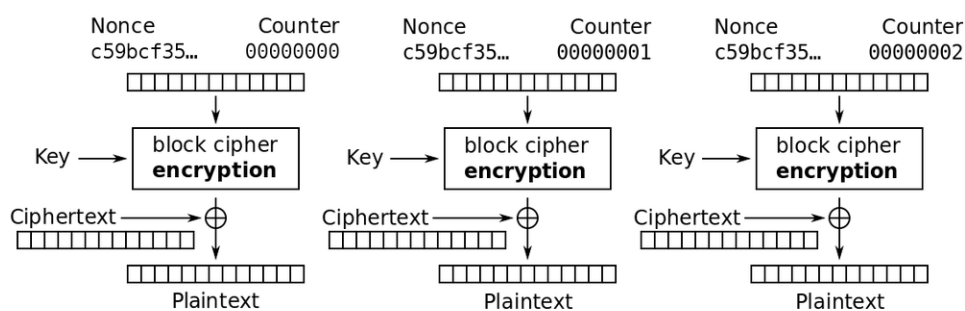 Nonce Counter
c59bcf35… 00000000
Key
block cipher
encryption
Ciphertext
Plaintext
Nonce Counter
c59bcf35… 00000001
Key
block cipher
encryption
Ciphertext
Plaintext
Nonce Counter
c59bcf35… 00000002
Key
block cipher
encryption
Ciphertext
Plaintext